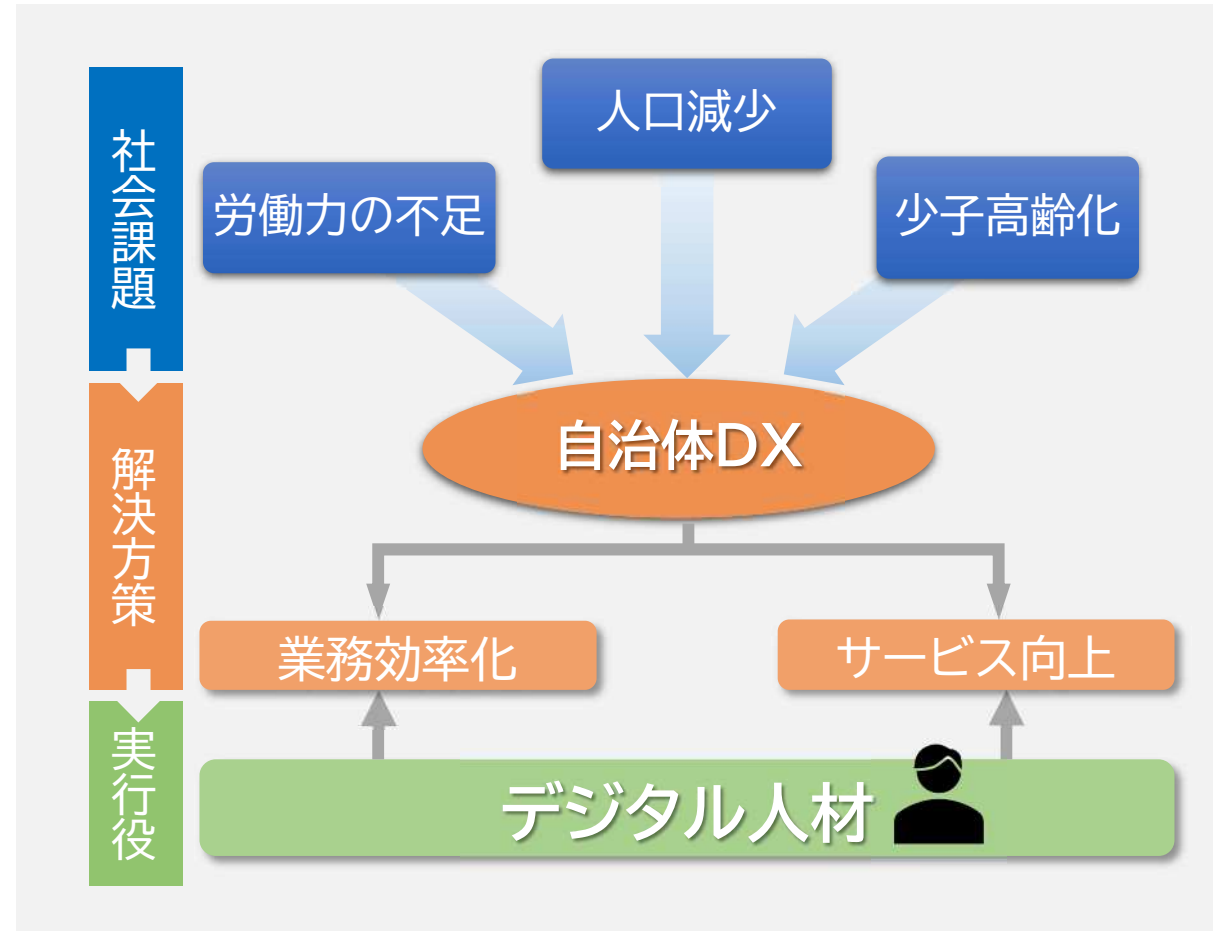 社会課題
人口減少
労働力の不足
少子高齢化
解決方策
自治体DX
業務効率化
サービス向上
実行役
デジタル人材